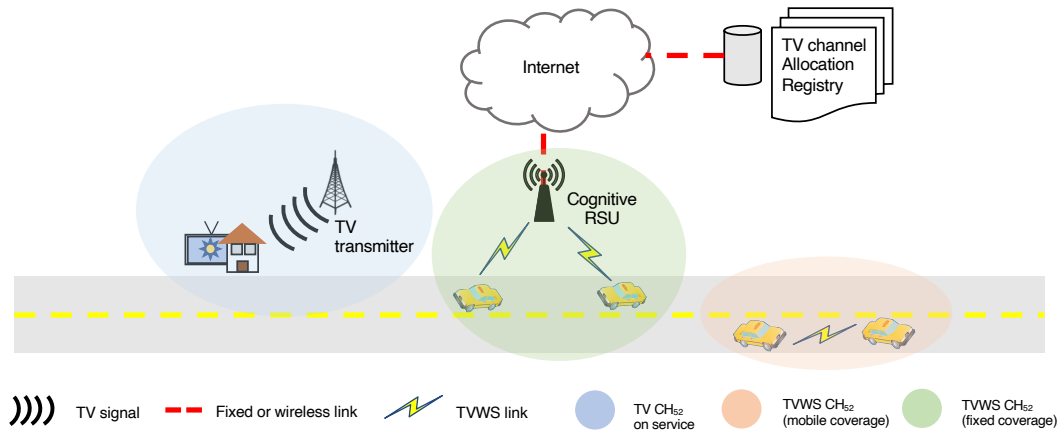 Internet
TV channel
Allocation
Registry
Cognitive
RSU
TV
transmitter
TV signal
Fixed or wireless link
TVWS link
TV CH52
on service
TVWS CH52
(mobile coverage)
TVWS CH52
(fixed coverage)